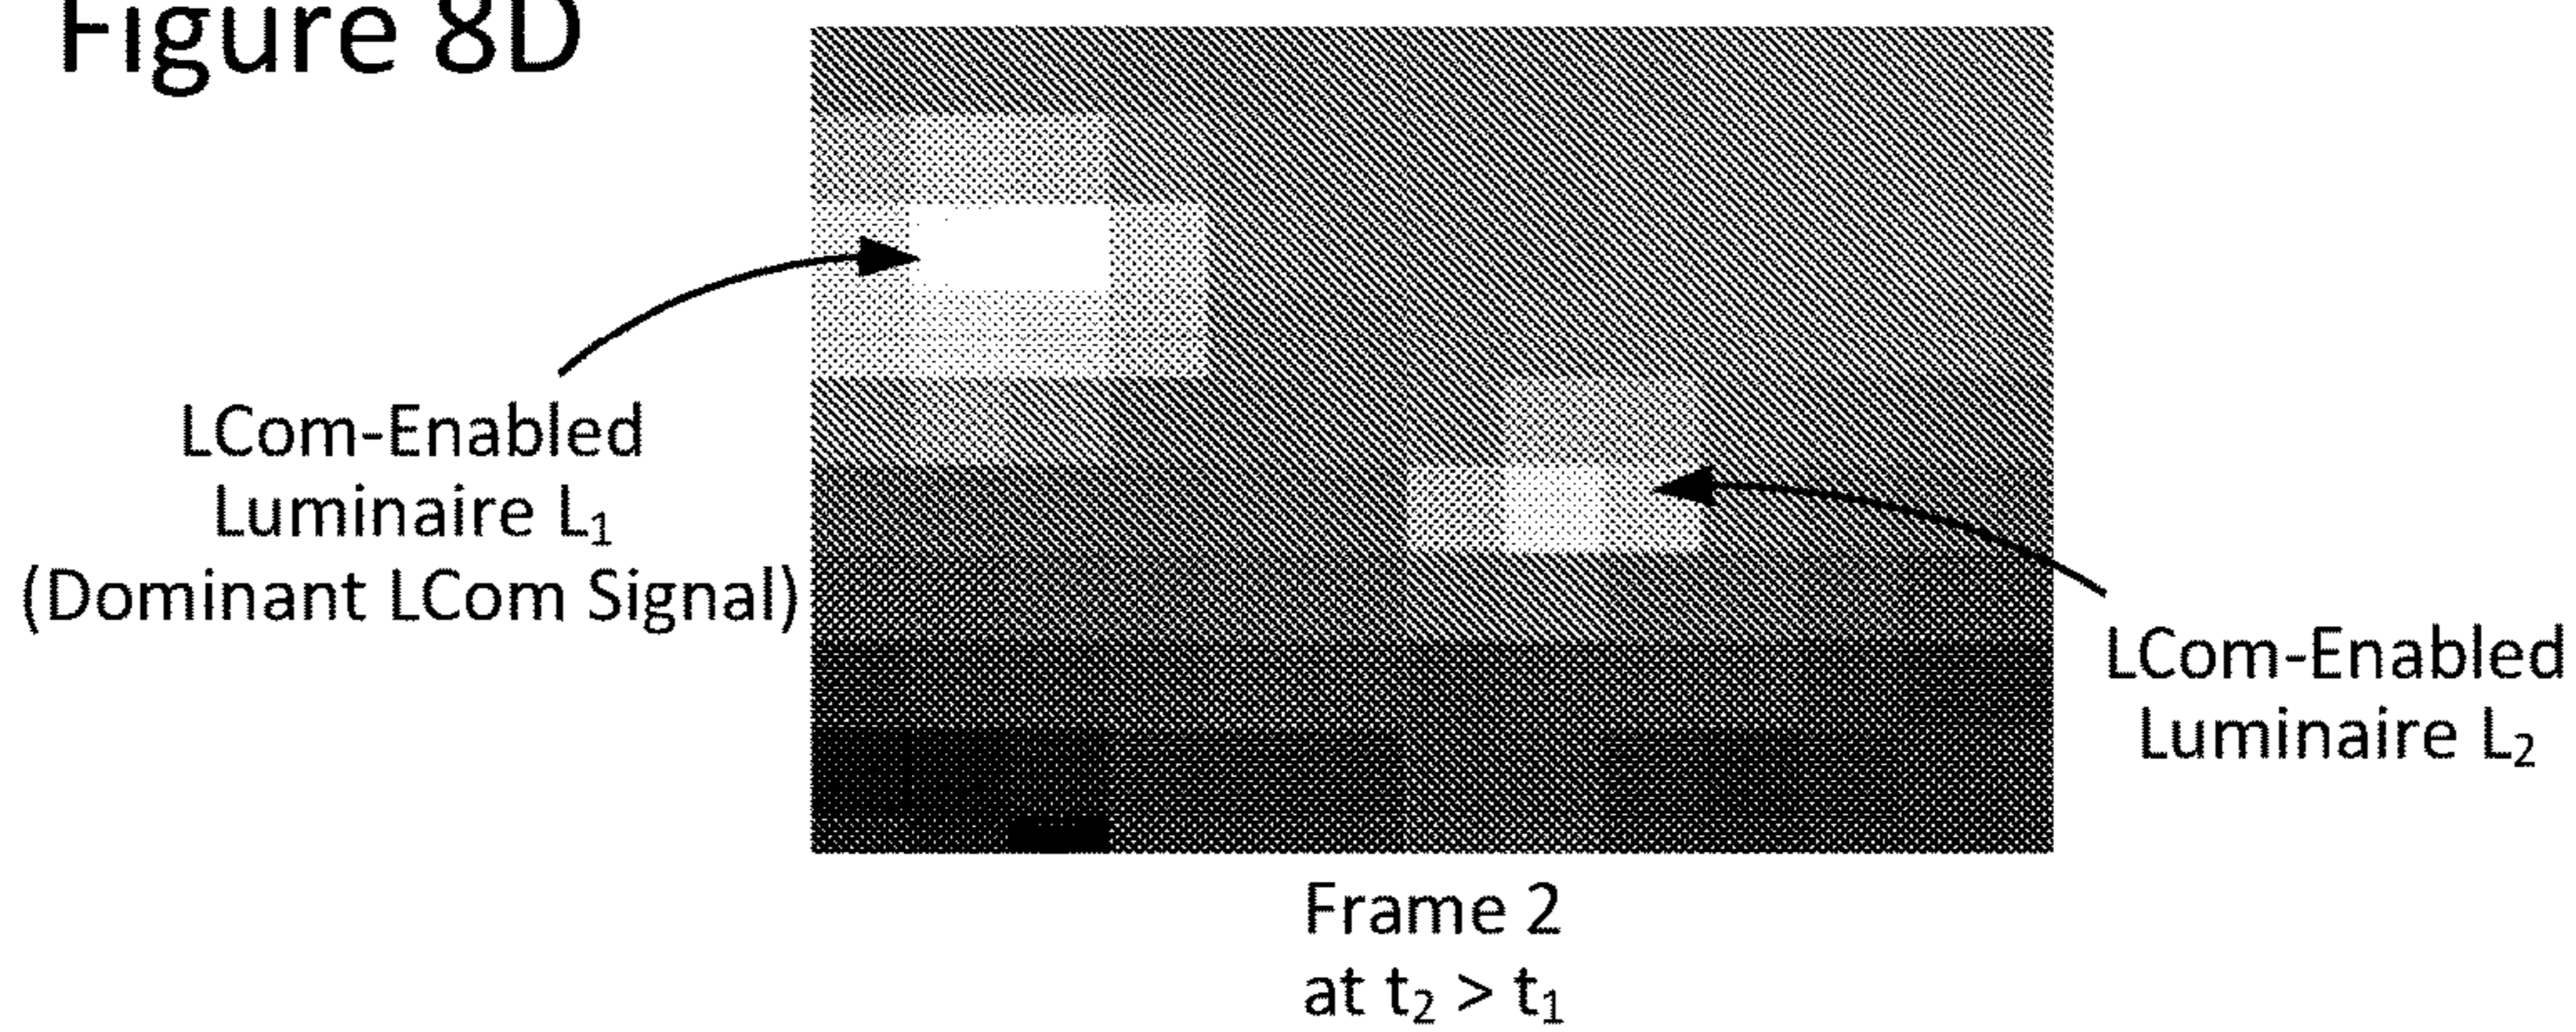 Figure 8D
LCom-Enabled
Luminaire L₁
(Dominant LCom Signal)
LCom-Enabled
Luminaire L₂
Frame 2
at t₂ > t₁